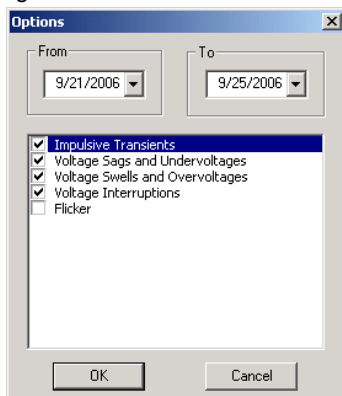 Options
From
To
9/21/2006
9/25/2006
Impulsive Transients
Voltage Sags and Undervoltages
Voltage Swells and Overvoltages
Voltage Interruptions
Flicker
OK
Cancel